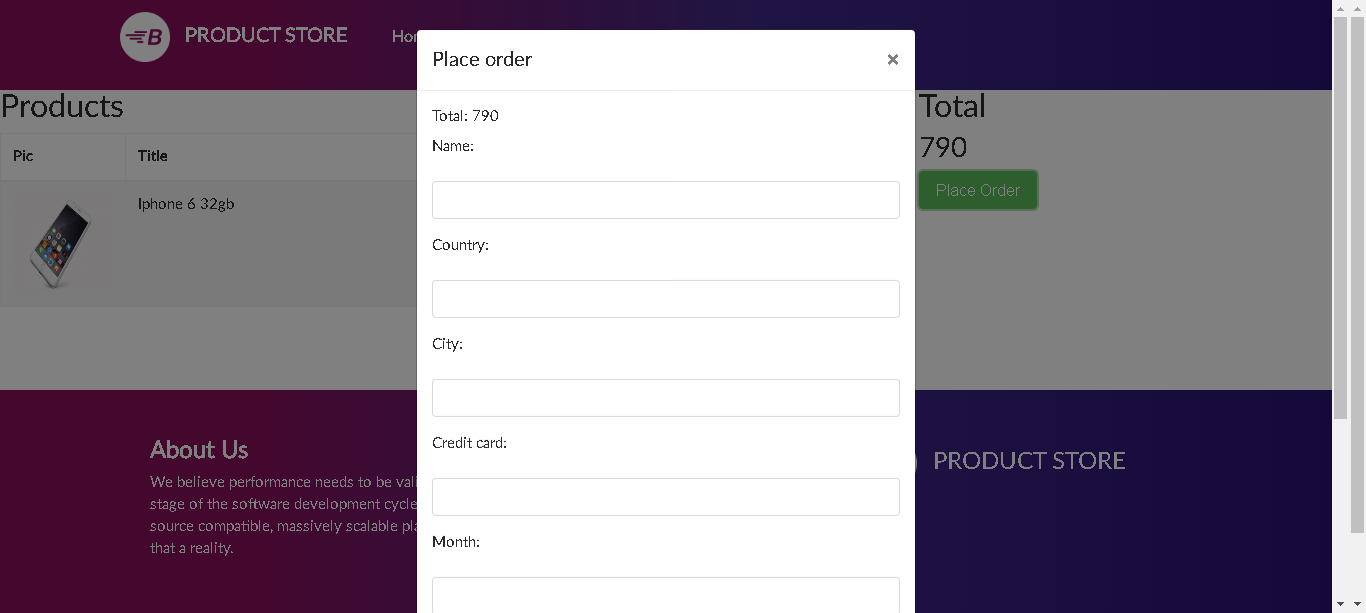 B PRODUCT STORE Hom
Place order ×
Products
Total: 790
Total
Name:
790
Pic Title
Place Order
Iphone 6 32gb
Country:
City:
Credit card:
About Us
PRODUCT STORE
We believe performance needs to be vali
stage of the software development cycle
source compatible, massively scalable pla
that a reality.
Month: